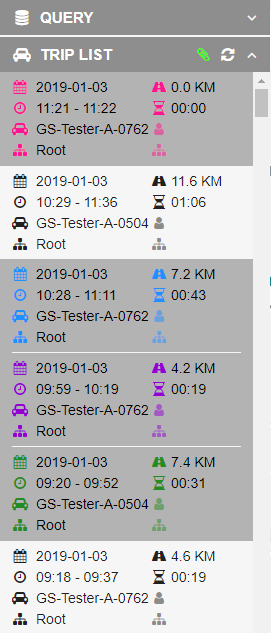 QUERY
TRIP LIST
2019-01-03 0.0 KM
11:21 - 11:22 00:00
GS-Tester-A-0762
Root
2019-01-03 11.6 KM
10:29 - 11:36 01:06
GS-Tester-A-0504
Root
2019-01-03 7.2 KM
10:28 - 11:11 00:43
GS-Tester-A-0762
Root
2019-01-03 4.2 KM
09:59 - 10:19 00:19
GS-Tester-A-0762
Root
2019-01-03 7.4 KM
09:20 - 09:52 00:31
GS-Tester-A-0504
Root
2019-01-03 4.6 KM
09:18 - 09:37 00:19
GS-Tester-A-0762
Root